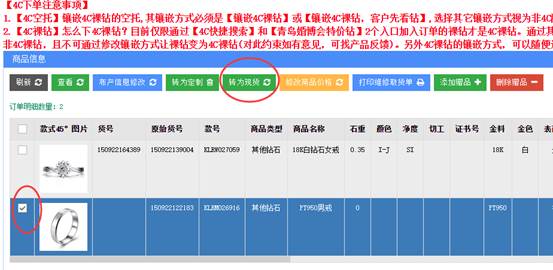 【4C下单注意事项】
1.【4C空托】镶嵌4C裸钻的空托,其镶嵌方式必须是【镶嵌4C裸钻】或【镶嵌4C裸钻，客户先看钻】,选择其它镶嵌方式视为非4
2.【4C裸钻】怎么下4C裸钻？目前仅限通过【4C快捷搜索】和【青鸟婚博会特价钻】2个入口加入订单的裸钻才是4C裸钻。通过其
非4C裸钻，且不可通过修改镶嵌方式让裸钻变为4C裸钻(对此约束如有意见，可找产品反馈)。另外4C裸钻的镶嵌方式，可以随便
商品信息
刷新 查看 布产信息修改 转为定制 转为现货 修改商品价格 打印维修取货单 添加赠品 删除赠品
订单明细数量：2
款式45°图片 货号 原始货号 款号 商品类型 商品名称 石重 颜色 净度 切工 证书号 金料 金色
150922164389 150922139004 KLRW027059 其他钻石 18K白钻石女戒 0.35 I-J SI 18K 白
150922122183 KLRM026916 其他钻石 PT950男戒 0 PT950